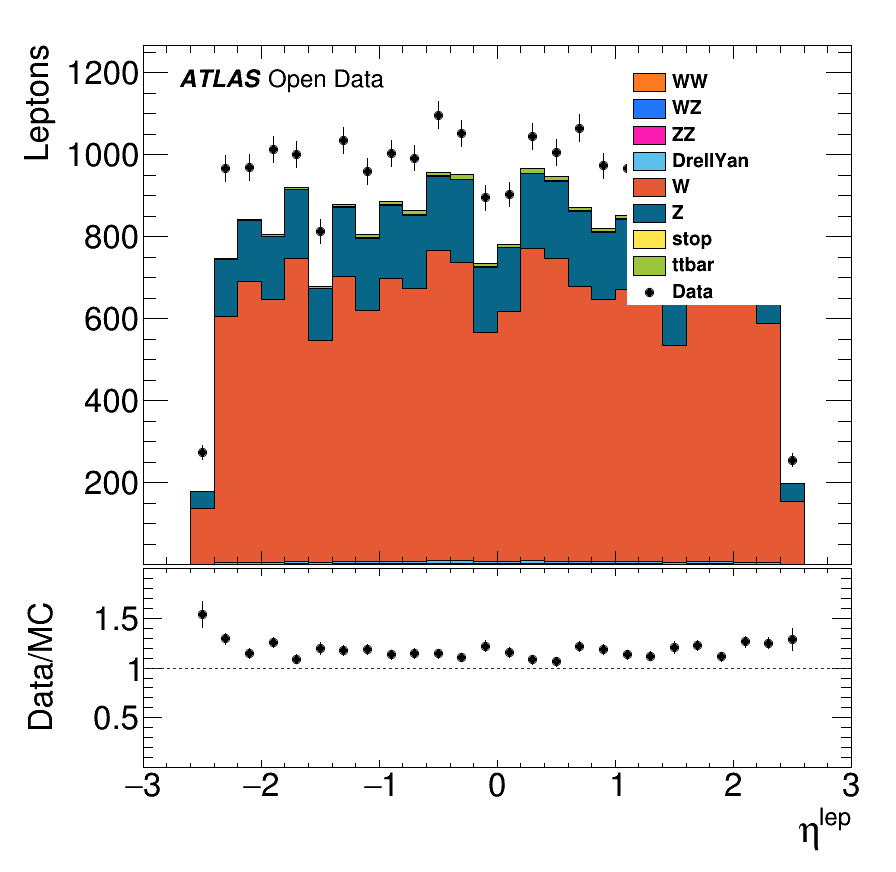 Leptons
1200
1000
800
600
400
200
ATLAS Open Data
WW
WZ
ZZ
DrellYan
W
Z
stop
ttbar
Data
Data/MC
1.5
1
0.5
−3 −2 −1 0 1 2 3
η^lep